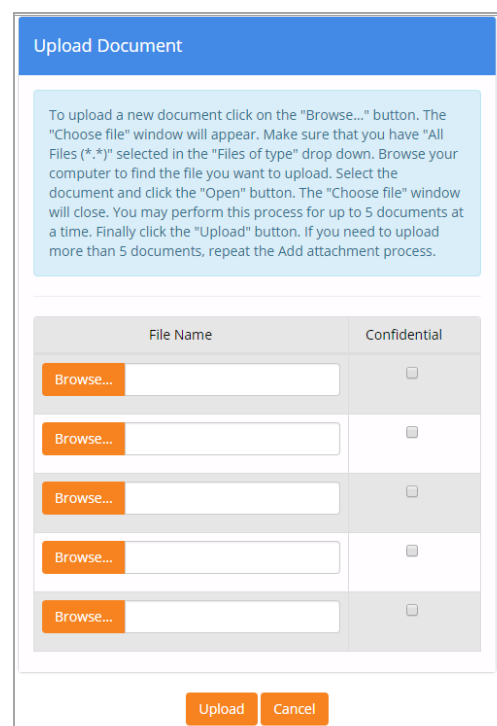 Upload Document
To upload a new document click on the "Browse..." button. The
"Choose file" window will appear. Make sure that you have "All
Files (*.*)" selected in the "Files of type" drop down. Browse your
computer to find the file you want to upload. Select the
document and click the "Open" button. The "Choose file" window
will close. You may perform this process for up to 5 documents at
a time. Finally click the "Upload" button. If you need to upload
more than 5 documents, repeat the Add attachment process.
File Name Confidential
Browse...
Browse...
Browse...
Browse...
Browse...
Upload Cancel